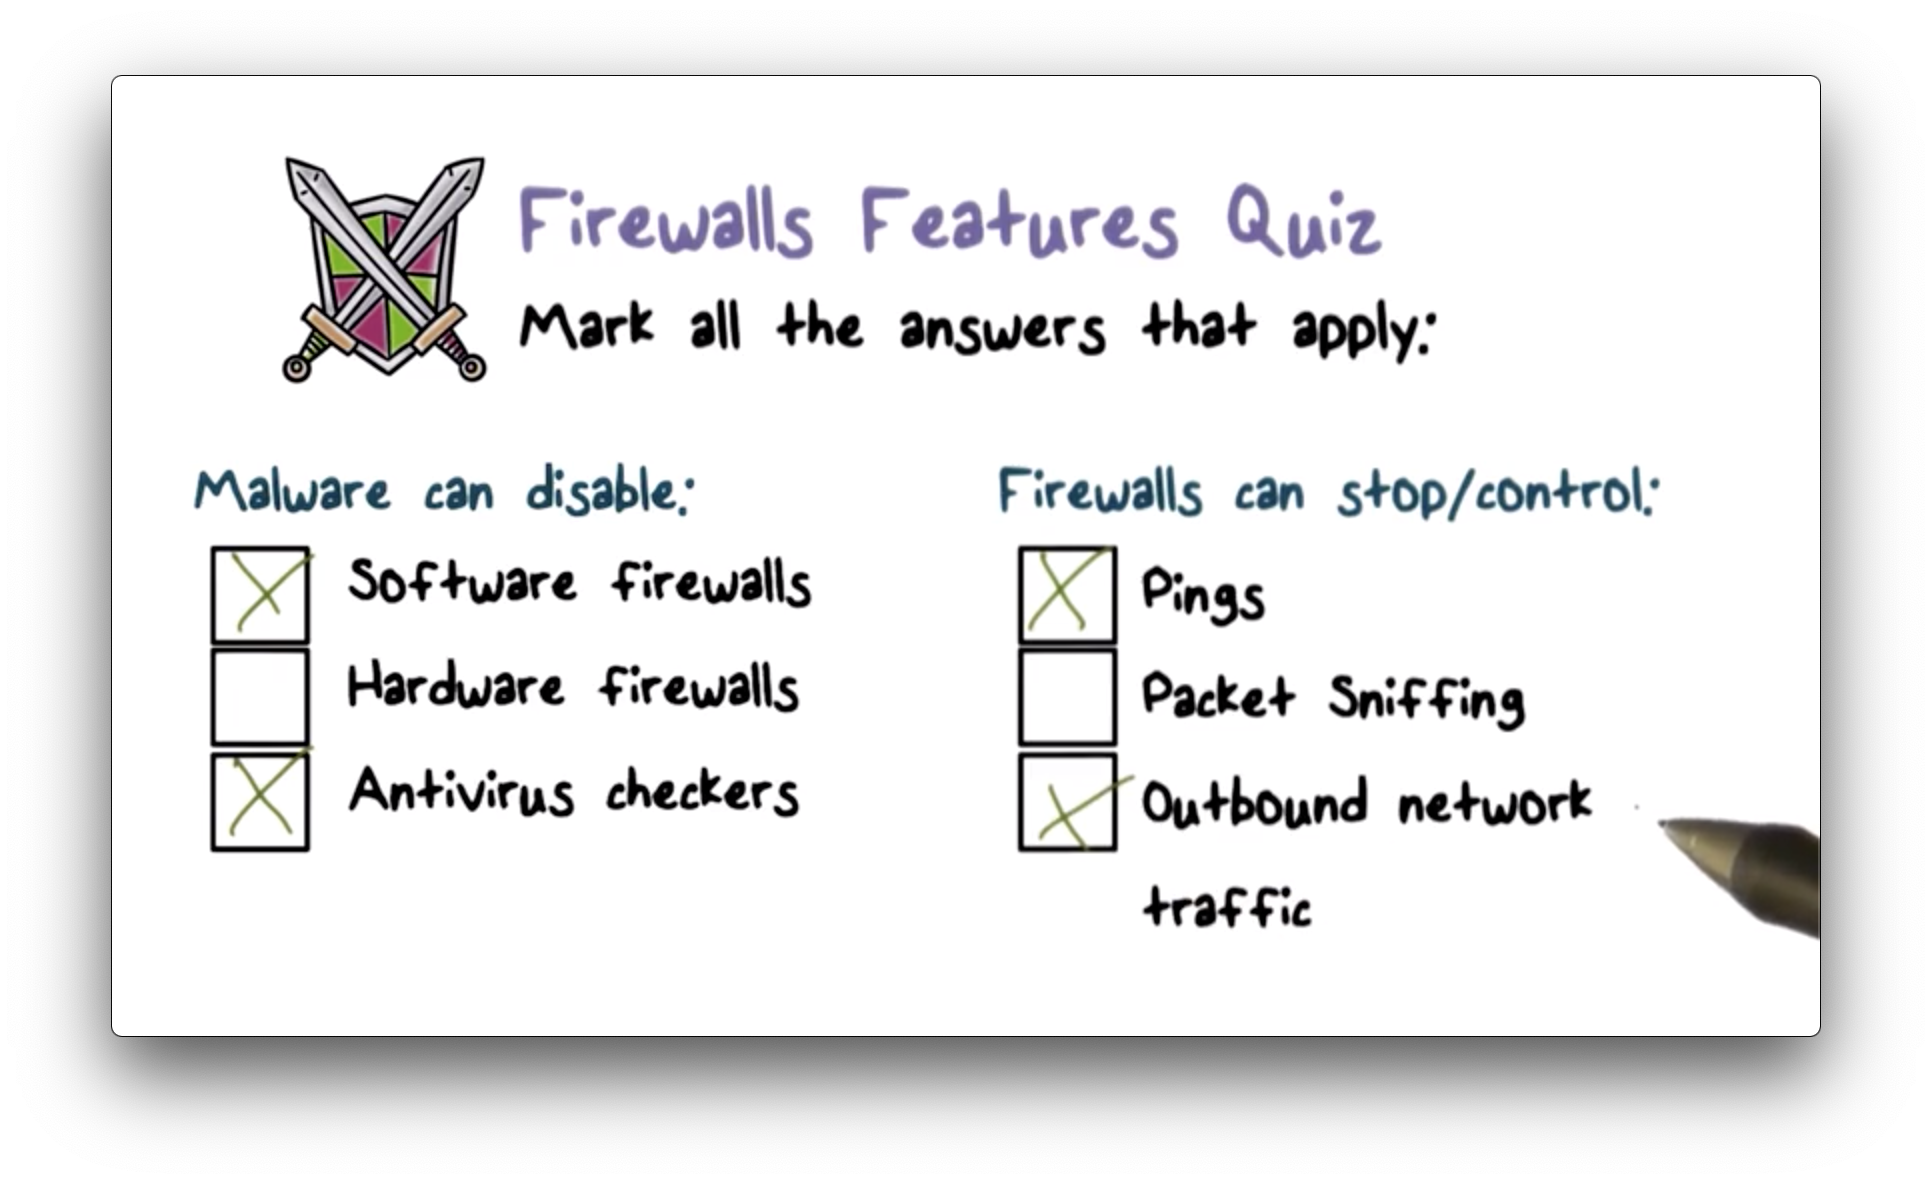 Firewalls Features Quiz
Mark all the answers that apply:
Malware can disable:
Software firewalls
Hardware firewalls
Antivirus checkers
Firewalls can stop/control:
Pings
Packet Sniffing
Outbound network
traffic